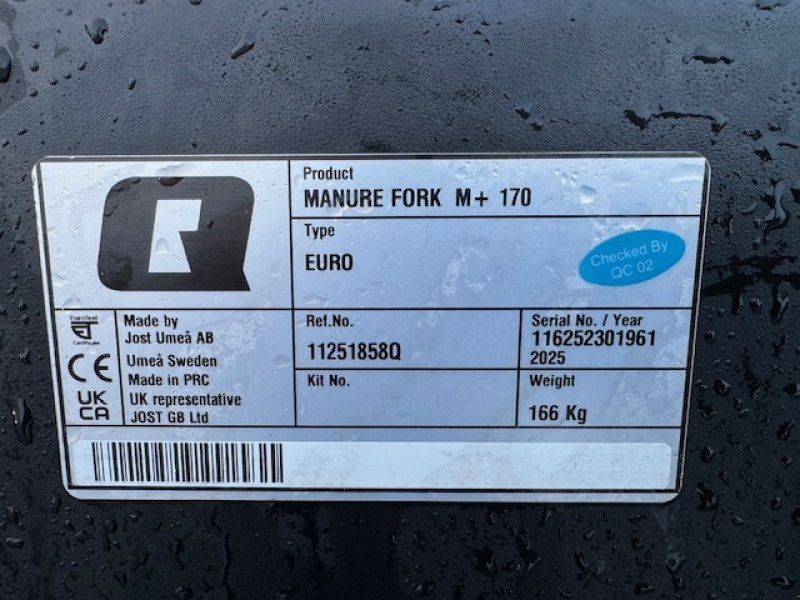 R
Product
MANURE FORK M+ 170
Type
EURO
Checked By
QC 02
EuroTest
Certificate
CE
UK
CA
Made by
Jost Umeå AB
Umeå Sweden
Made in PRC
UK representative
JOST GB Ltd
Ref.No.
11251858Q
Serial No. / Year
116252301961
2025
Kit No.
Weight
166 Kg